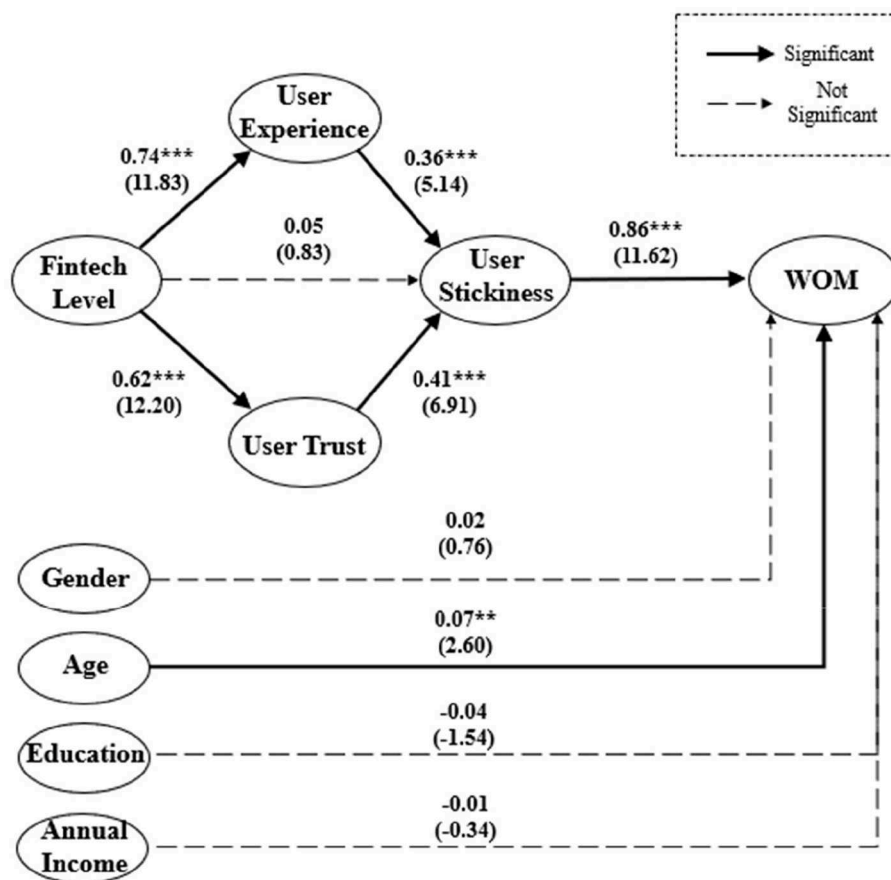 Significant
Not
Significant
User
Experience
0.74***
(11.83)
0.36***
(5.14)
0.05
(0.83)
0.86***
(11.62)
Fintech
Level
User
Stickiness
WOM
0.62***
(12.20)
0.41***
(6.91)
User Trust
0.02
(0.76)
Gender
0.07**
(2.60)
Age
-0.04
(-1.54)
Education
-0.01
(-0.34)
Annual
Income